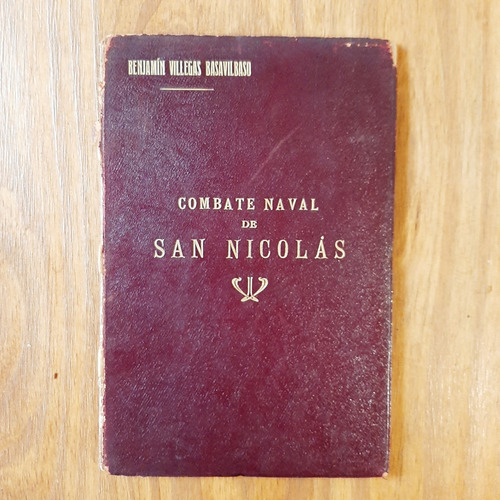 BENJAMÍN VILLEGAS BASAVILBASO
COMBATE NAVAL
DE
SAN NICOLÁS